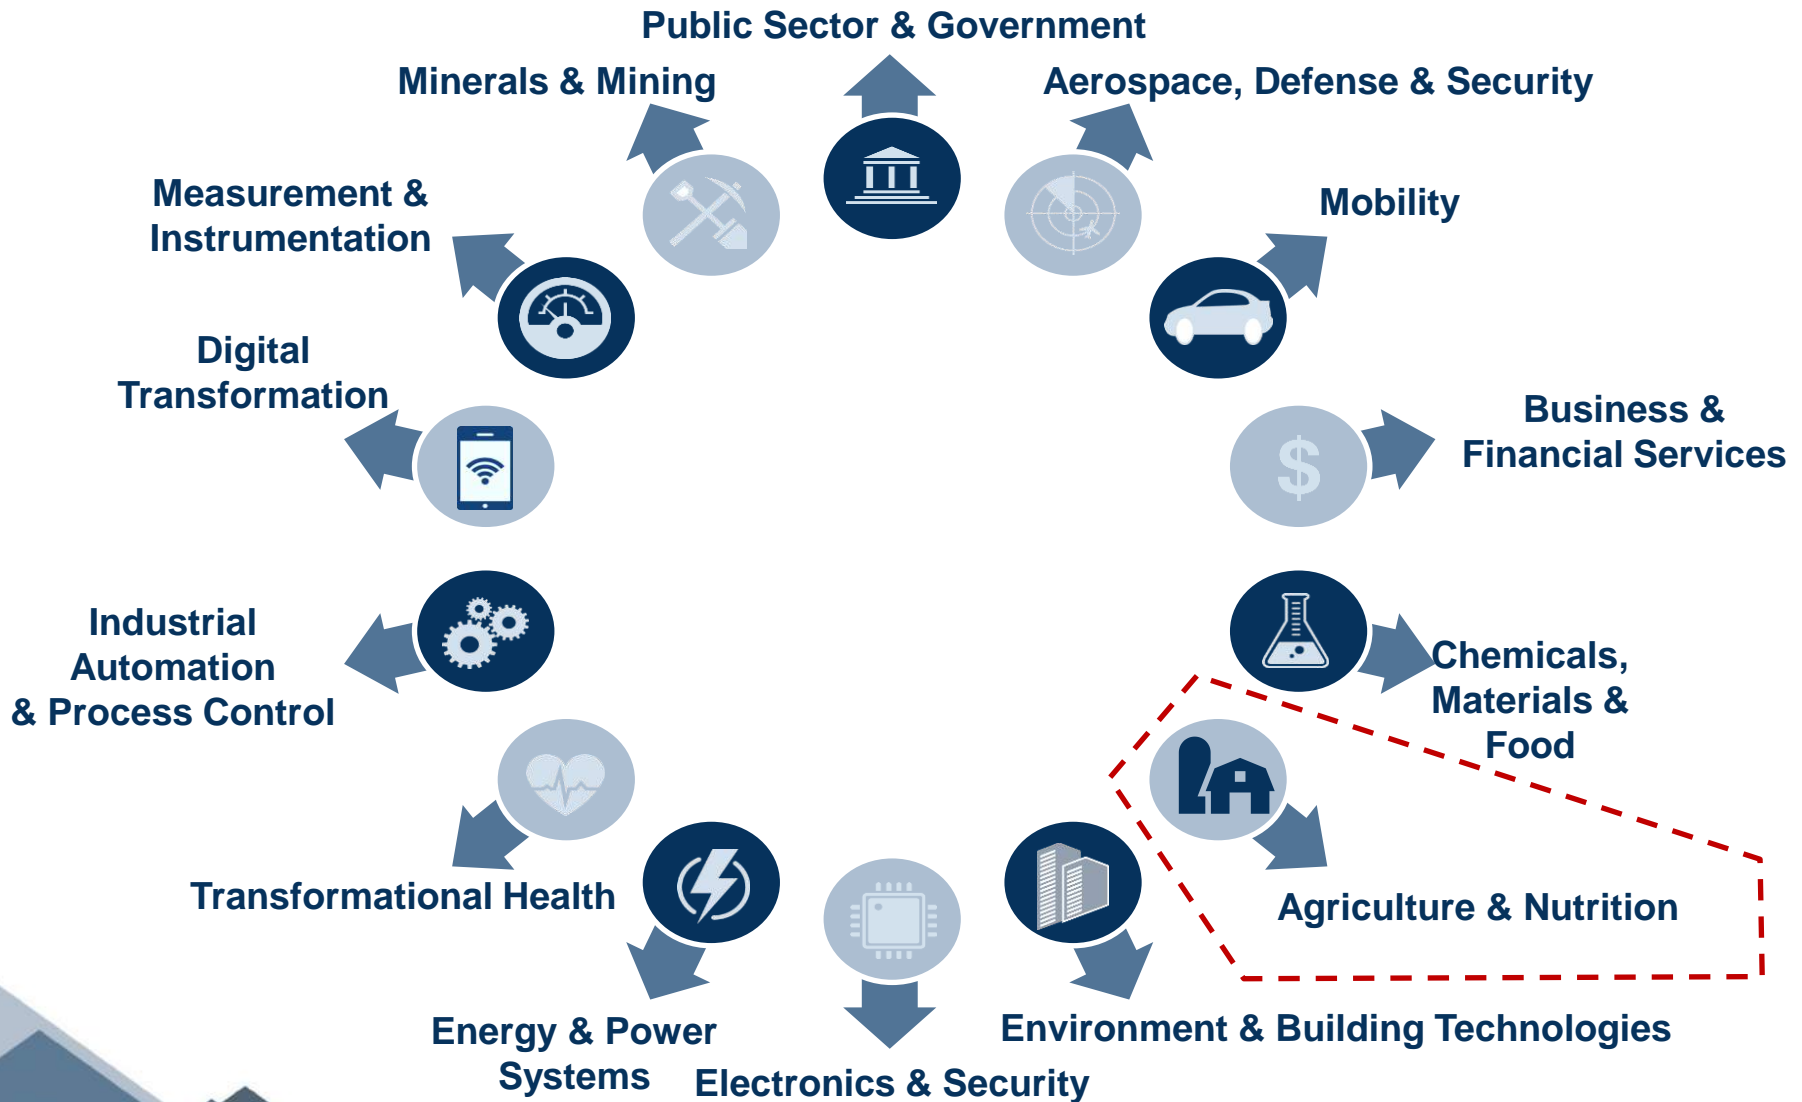 Public Sector & Government
Minerals & Mining
Aerospace, Defense & Security
Measurement &
Instrumentation
Mobility
Digital
Transformation
Business &
Financial Services
$
Industrial
Automation
& Process Control
Chemicals,
Materials &
Food
Transformational Health
Agriculture & Nutrition
Energy & Power
Systems
Environment & Building Technologies
Electronics & Security